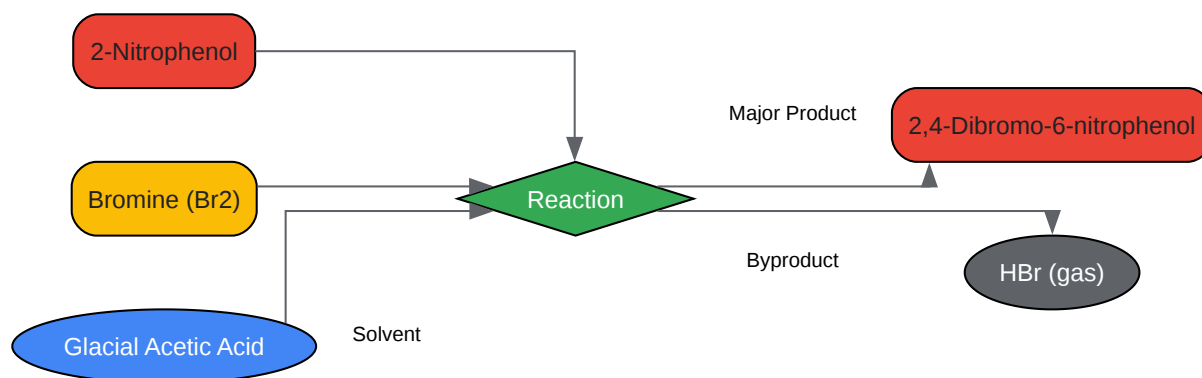 2-Nitrophenol
Major Product
2,4-Dibromo-6-nitrophenol
Bromine (Br2)
Reaction
Byproduct
HBr (gas)
Glacial Acetic Acid
Solvent